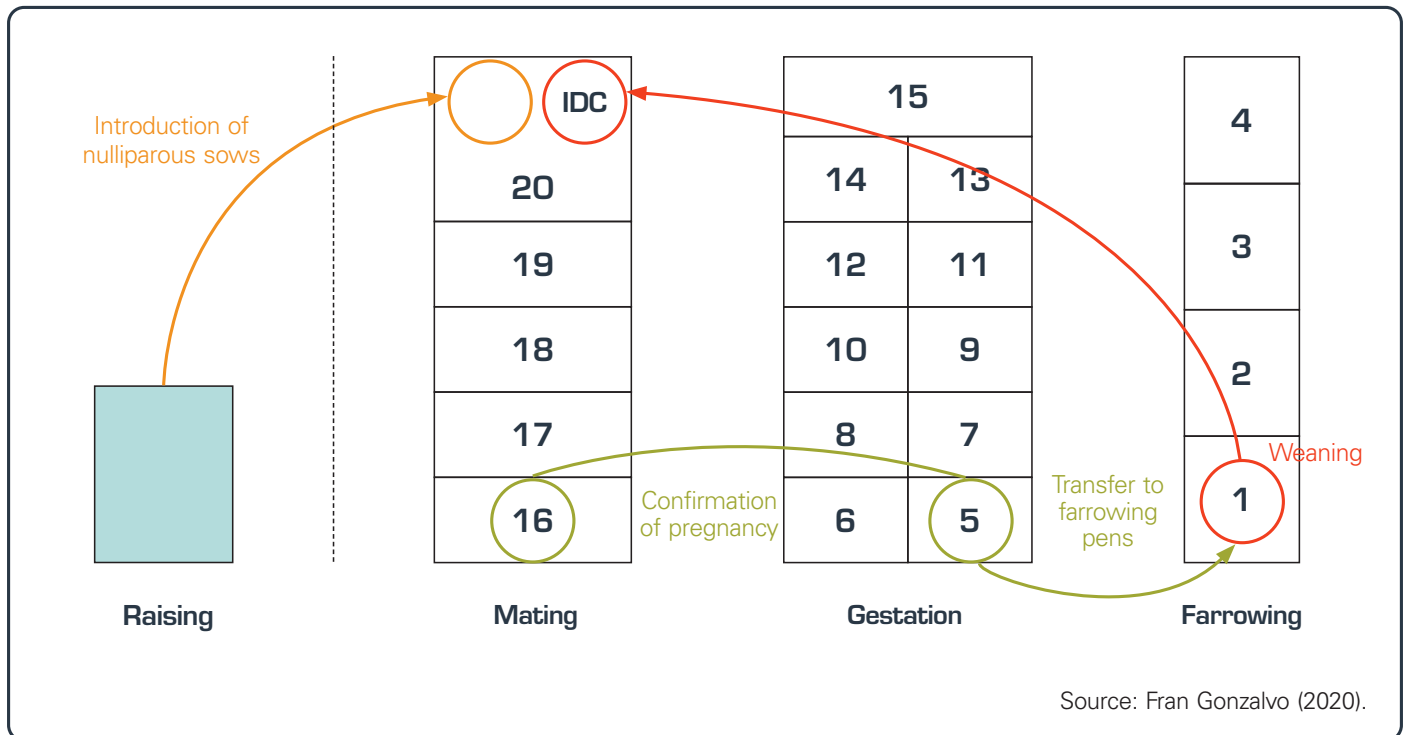 Introduction of
nulliparous sows
IDC
20
19
18
17
16
Confirmation
of pregnancy
15
14 13
12 11
10 9
8 7
6 5
Transfer to
farrowing
pens
4
3
2
1
Weaning
Raising
Mating
Gestation
Farrowing
Source: Fran Gonzalvo (2020).